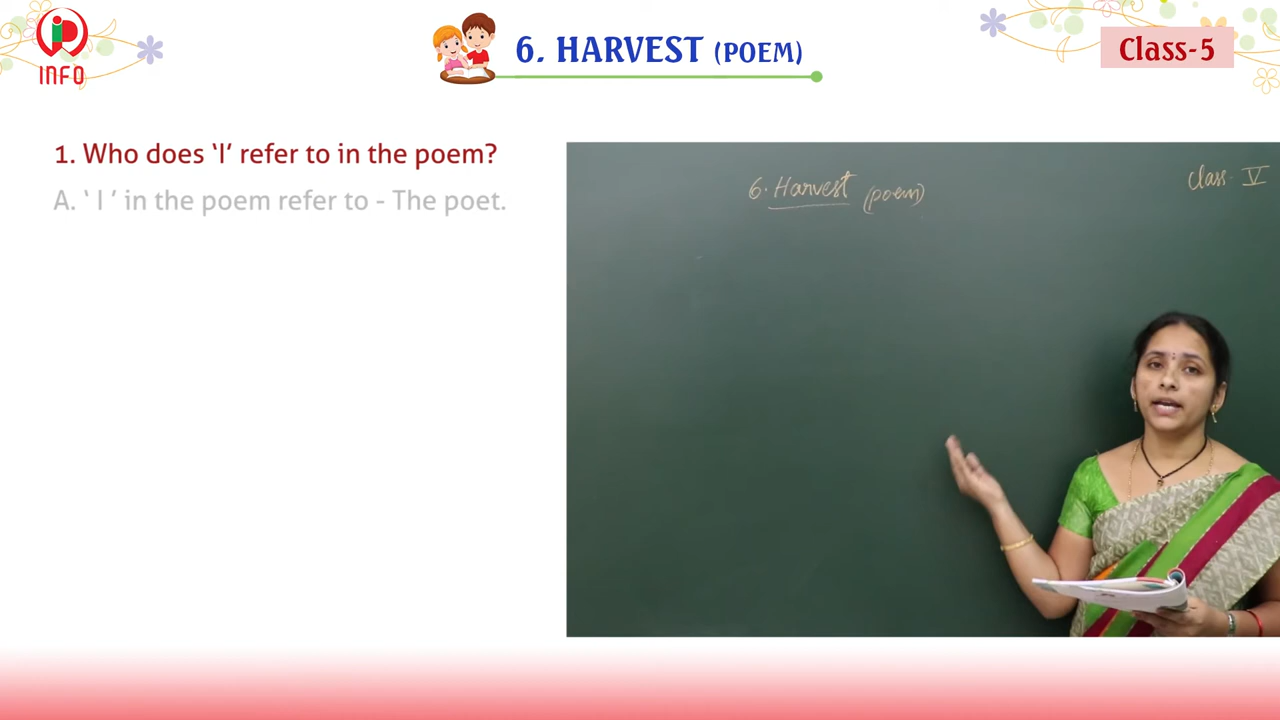 INFO
6. HARVEST (POEM)
Class-5
1. Who does ‘I’ refer to in the poem?
A. ‘ I ’ in the poem refer to - The poet.
6. Harvest (poem)
Class V